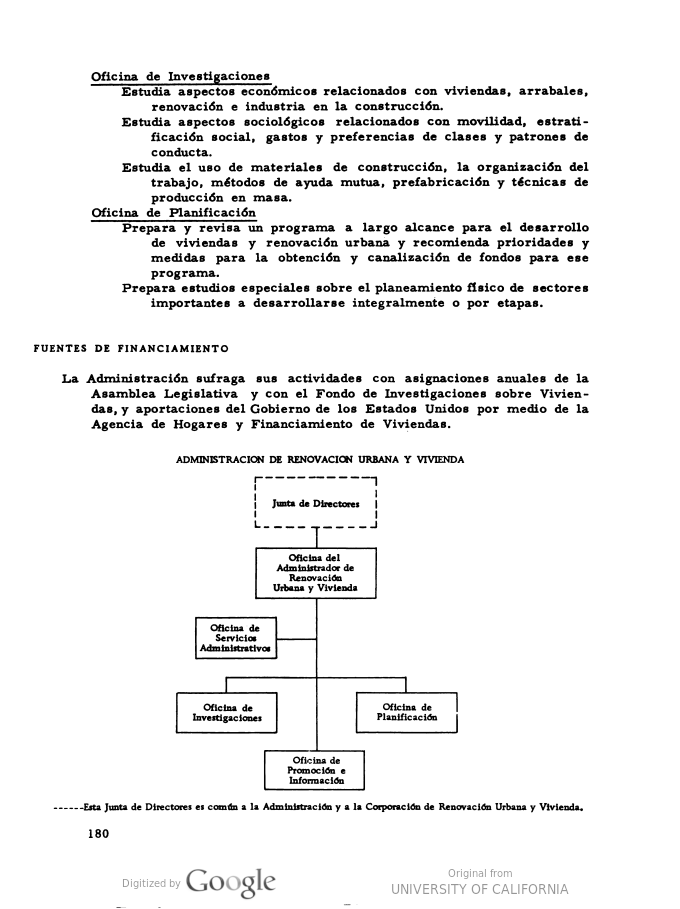 Oficina de Investigaciones
Estudia aspectos económicos relacionados con viviendas, arrabales,
renovación e industria en la construcción.
Estudia aspectos sociológicos relacionados con movilidad, estrati-
ficación social, gastos y preferencias de clases y patrones de
conducta.
Estudia el uso de materiales de construcción, la organización del
trabajo, métodos de ayuda mutua, prefabricación y técnicas de
producción en masa.
Oficina de Planificación
Prepara y revisa un programa a largo alcance para el desarrollo
de viviendas y renovación urbana y recomienda prioridades y
medidas para la obtención y canalización de fondos para ese
programa.
Prepara estudios especiales sobre el planeamiento físico de sectores
importantes a desarrollarse integralmente o por etapas.
FUENTES DE FINANCIAMIENTO
La Administración sufraga sus actividades con asignaciones anuales de la
Asamblea Legislativa y con el Fondo de Investigaciones sobre Vivien-
das, y aportaciones del Gobierno de los Estados Unidos por medio de la
Agencia de Hogares y Financiamiento de Viviendas.
ADMINISTRACION DE RENOVACION URBANA Y VIVIENDA
Junta de Directores
Oficina del
Administrador de
Renovación
Urbana y Vivienda
Oficina de
Servicios
Administrativos
Oficina de
Investigaciones
Oficina de
Planificación
Oficina de
Promoción e
Información
------Esta Junta de Directores es común a la Administración y a la Corporación de Renovación Urbana y Vivienda.
180
Digitized by Google
Original from
UNIVERSITY OF CALIFORNIA